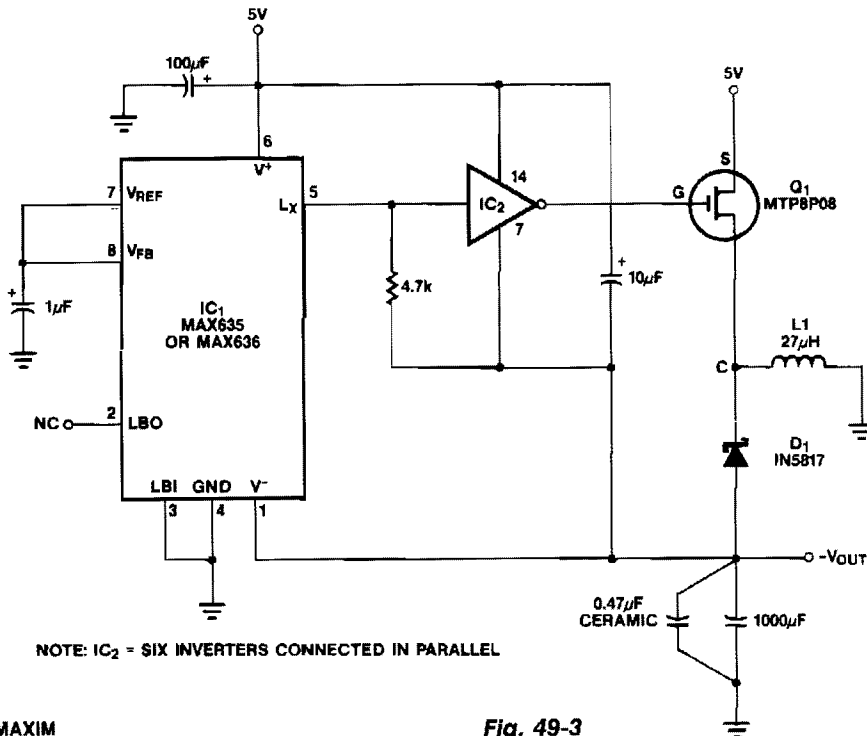 5V
100µF
+
5V
6
V+
S
14
7
VREF
LX
5
IC2
G
Q1
MTP8P08
7
8
VFB
+
10µF
4.7k
+
1µF
IC1
MAX635
OR MAX636
L1
27µH
C
NC
2
LBO
D1
IN5817
LBI
GND
V-
3
4
1
-VOUT
0.47µF
CERAMIC
1000µF
NOTE: IC2 = SIX INVERTERS CONNECTED IN PARALLEL
MAXIM
Fig. 49-3